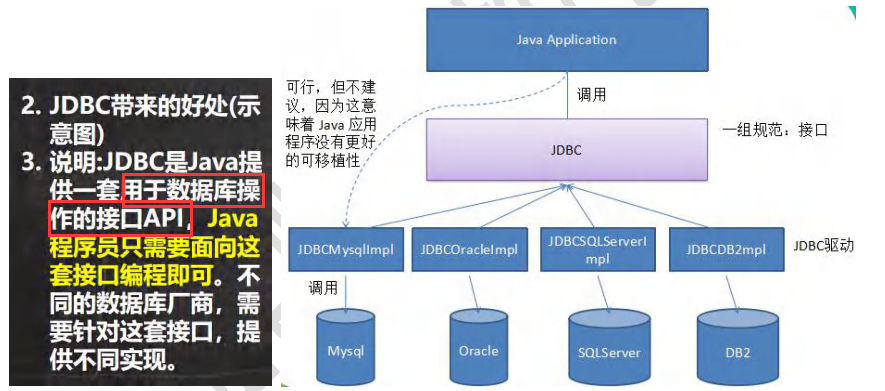 2. JDBC带来的好处(示
意图)
3. 说明:JDBC是Java提
供一套用于数据库操
作的接口API，Java
程序员只需要面向这
套接口编程即可。不
同的数据库厂商，需
要针对这套接口，提
供不同实现。
Java Application
可行，但不建
议，因为这意
味着 Java 应用
程序没有更好
的可移植性
调用
JDBC
一组规范：接口
JDBCMysqlImpl
JDBCOracleImpl
JDBCSQLServerI
mpl
JDBCDB2mpl
JDBC驱动
调用
Mysql
Oracle
SQLServer
DB2